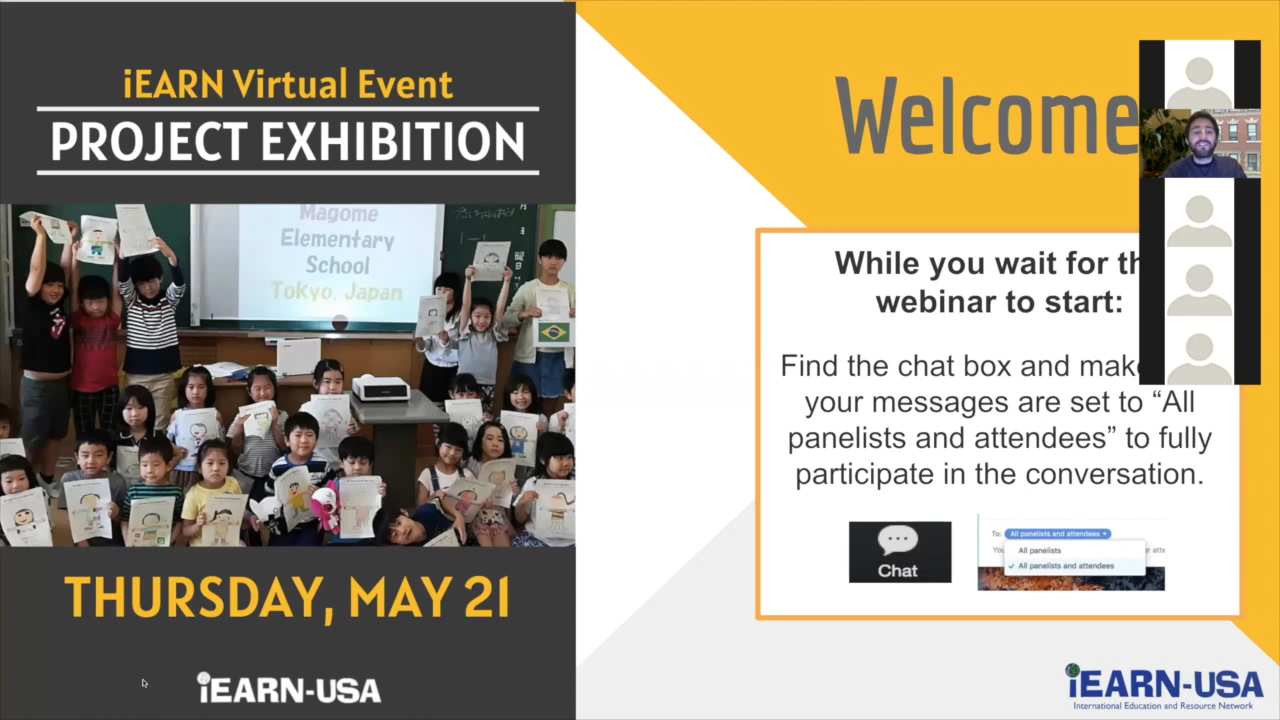 iEARN Virtual Event
PROJECT EXHIBITION
Magome
Elementary
School
Tokyo, Japan
THURSDAY, MAY 21
iEARN-USA
Welcome
While you wait for th
webinar to start:
Find the chat box and make
your messages are set to “All
panelists and attendees” to fully
participate in the conversation.
Chat
To: All panelists and attendees
You
All panelists
✓ All panelists and attendees
iEARN-USA
International Education and Resource Network